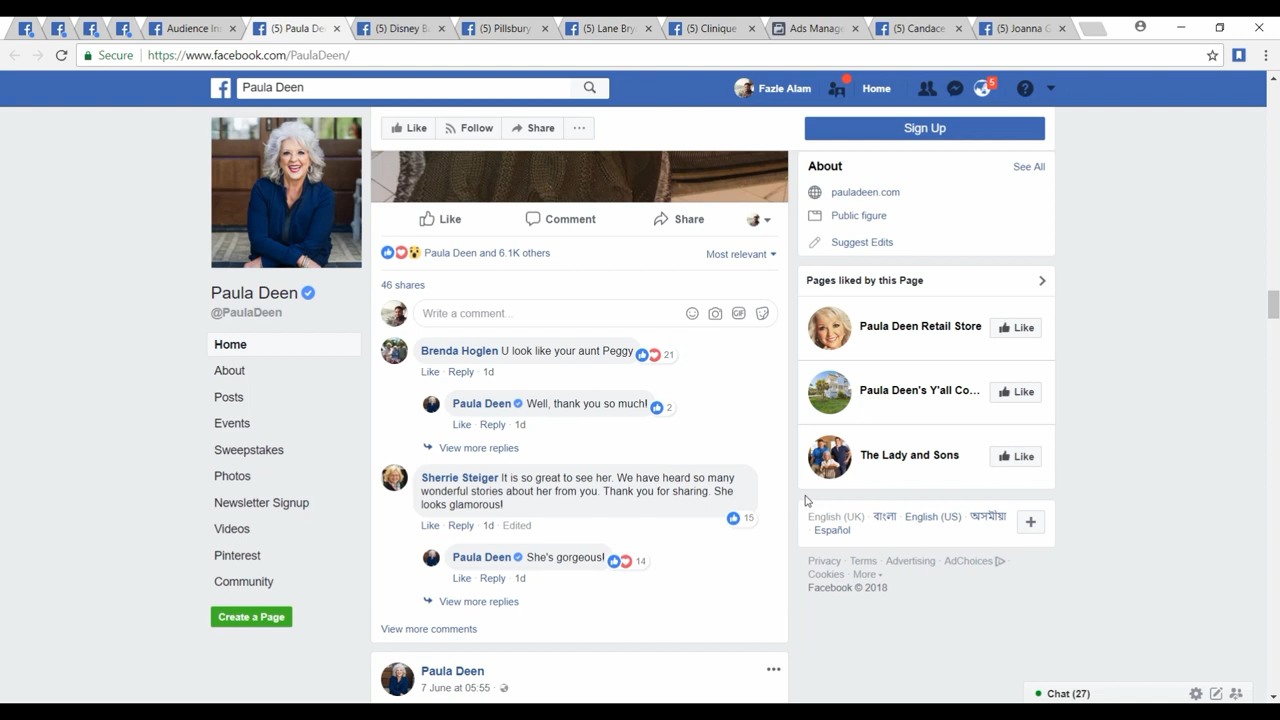 Audience In
(5) Paula De
(5) Disney B
(5) Pillsbury
(5) Lane Bry
(5) Clinique
Ads Manag
(5) Candace
(5) Joanna G
Secure
https://www.facebook.com/PaulaDeen/
Paula Deen
Fazle Alam
Home
5
Like
Follow
Share
Sign Up
Paula Deen
@PaulaDeen
Home
About
Posts
Events
Sweepstakes
Photos
Newsletter Signup
Videos
Pinterest
Community
Create a Page
Like
Comment
Share
Paula Deen and 6.1K others
Most relevant
46 shares
Write a comment...
GIF
Brenda Hoglen U look like your aunt Peggy
21
Like · Reply · 1d
Paula Deen Well, thank you so much!
2
Like · Reply · 1d
View more replies
Sherrie Steiger It is so great to see her. We have heard so many
wonderful stories about her from you. Thank you for sharing. She
looks glamorous!
15
Like · Reply · 1d · Edited
Paula Deen She's gorgeous!
14
Like · Reply · 1d
View more replies
View more comments
Paula Deen
7 June at 05:55
About
See All
pauladeen.com
Public figure
Suggest Edits
Pages liked by this Page
Paula Deen Retail Store
Like
Paula Deen's Y'all Co...
Like
The Lady and Sons
Like
English (UK) · বাংলা · English (US) · অসমীয়া ·
Español
Privacy · Terms · Advertising · AdChoices ·
Cookies · More
Facebook © 2018
Chat (27)